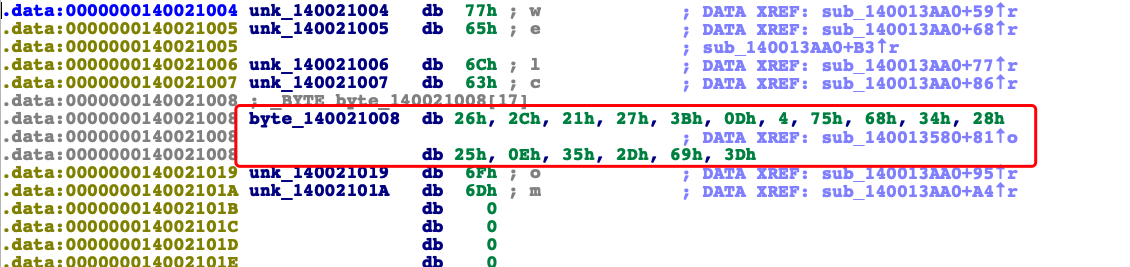 .data:0000000140021004 unk_140021004 db 77h ; w ; DATA XREF: sub_140013AA0+59↑r
.data:0000000140021005 unk_140021005 db 65h ; e ; DATA XREF: sub_140013AA0+68↑r
.data:0000000140021005 ; sub_140013AA0+B3↑r
.data:0000000140021006 unk_140021006 db 6Ch ; l ; DATA XREF: sub_140013AA0+77↑r
.data:0000000140021007 unk_140021007 db 63h ; c ; DATA XREF: sub_140013AA0+86↑r
.data:0000000140021008 ; _BYTE byte_140021008[17]
.data:0000000140021008 byte_140021008 db 26h, 2Ch, 21h, 27h, 3Bh, 0Dh, 4, 75h, 68h, 34h, 28h
.data:0000000140021008 ; DATA XREF: sub_140013580+81↑o
.data:0000000140021008 db 25h, 0Eh, 35h, 2Dh, 69h, 3Dh
.data:0000000140021019 unk_140021019 db 6Fh ; o ; DATA XREF: sub_140013AA0+95↑r
.data:000000014002101A unk_14002101A db 6Dh ; m ; DATA XREF: sub_140013AA0+A4↑r
.data:000000014002101B db 0
.data:000000014002101C db 0
.data:000000014002101D db 0
.data:000000014002101E db 0